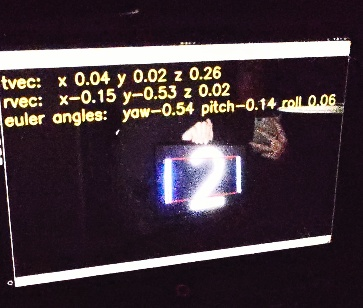 tvec: x 0.04 y 0.02 z 0.26
rvec: x-0.15 y-0.53 z 0.02
euler angles: yaw-0.54 pitch-0.14 roll 0.06
2